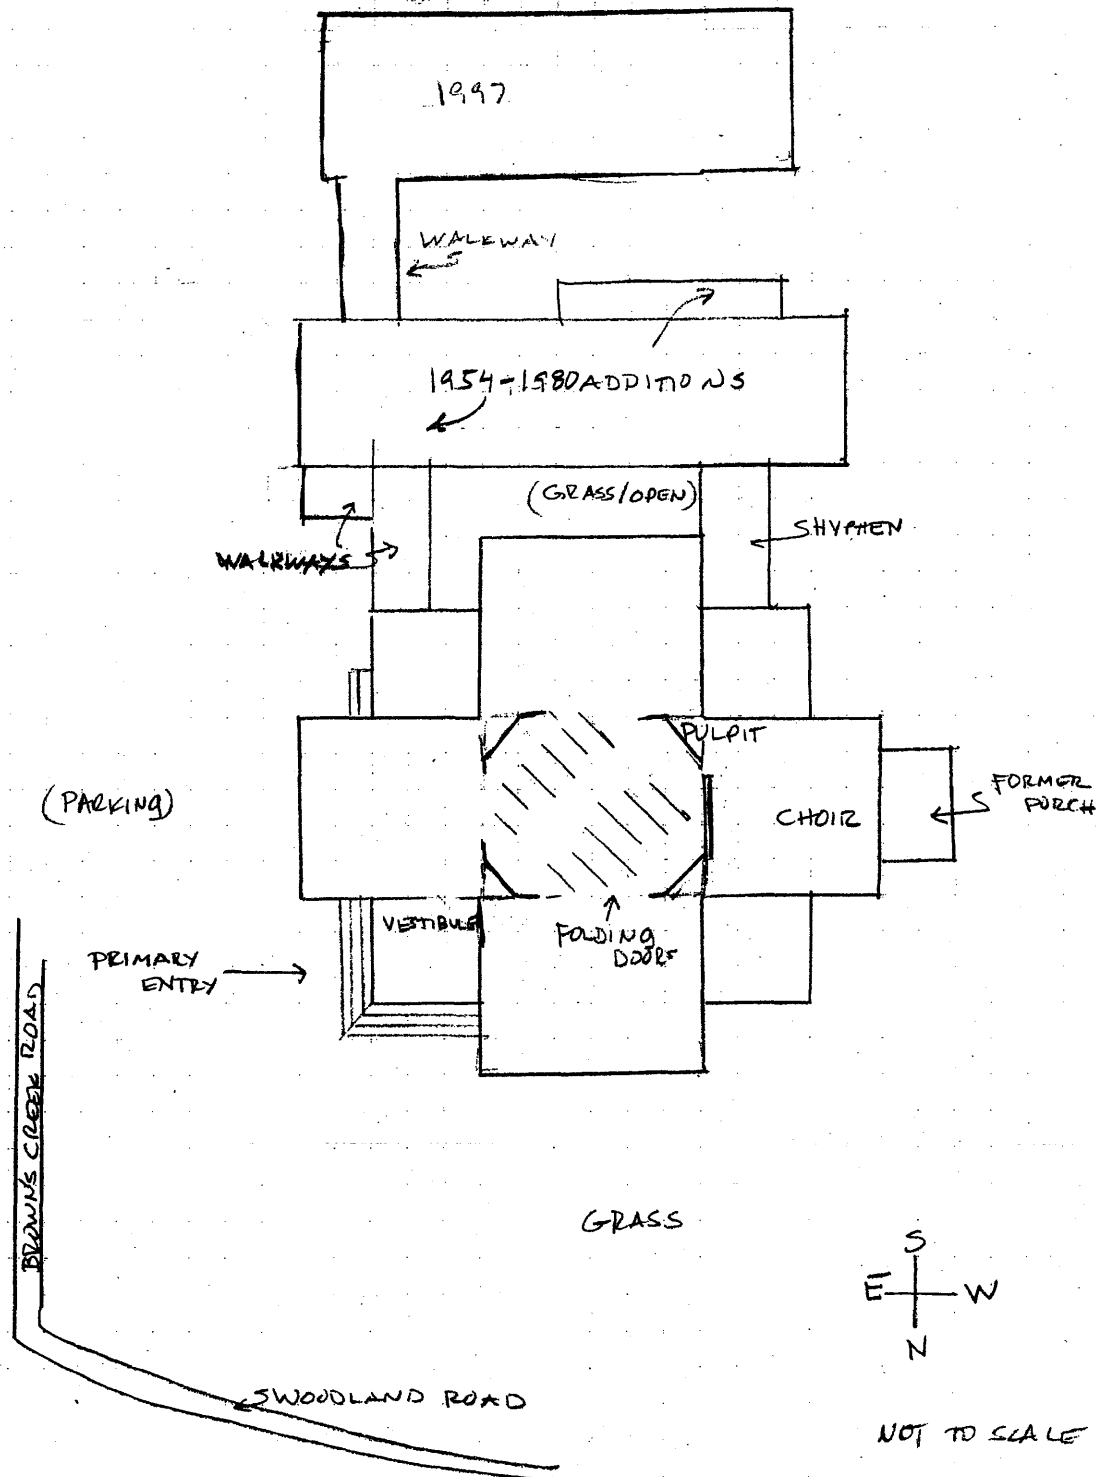 1997
WALKWAY
1954-1980 ADDITIONS
(GRASS/OPEN)
HYPHEN
WALKWAYS
PULPIT
(PARKING)
CHOIR
FORMER
PORCH
VESTIBULE
FOLDING
DOORS
PRIMARY
ENTRY
BROWNS CREEK ROAD
GRASS
S
E W
N
WOODLAND ROAD
NOT TO SCALE